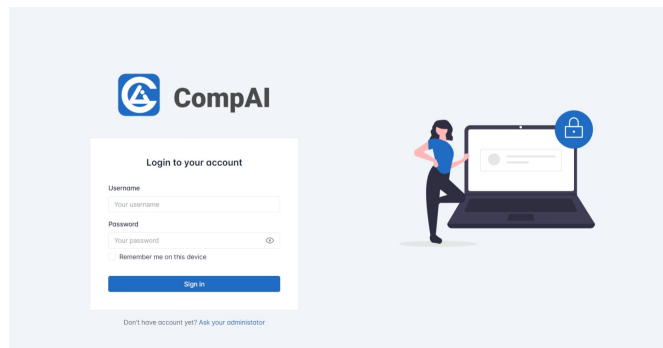 CompAI
Login to your account
Username
Your username
Password
Your password
Remember me on this device
Sign in
Don't have account yet? Ask your administator